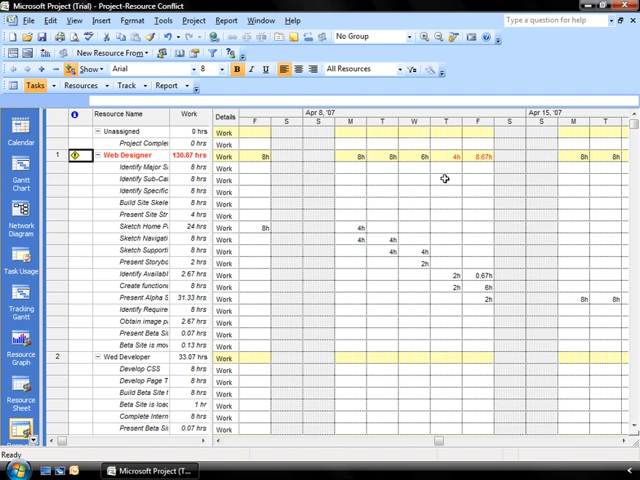 Microsoft Project (Trial) - Project-Resource Conflict
File Edit View Insert Format Tools Project Report Window Help Type a question for help
No Group
New Resource From
Show Arial 8 B I U All Resources
Tasks Resources Track Report
Resource Name Work Details Apr 8, '07 Apr 15, '07
F S S M T W T F S S M T
Unassigned 0 hrs Work
Project Complet 0 hrs Work
1 Web Designer 130.87 hrs Work 8h 8h 8h 6h 4h 8.67h 8h 8h
Identify Major S 8 hrs Work
Identify Sub-Ca 8 hrs Work
Identify Specific 8 hrs Work
Build Site Skele 8 hrs Work
Present Site Str 4 hrs Work
Sketch Home P 24 hrs Work 8h 4h
Sketch Navigati 8 hrs Work 4h 4h
Sketch Supporti 8 hrs Work 4h 4h
Present Storybo 2 hrs Work 2h
Identify Availabl 2.67 hrs Work 2h 0.67h
Create function 8 hrs Work 2h 6h
Present Alpha S 31.33 hrs Work 2h 8h 8h
Identify Require 8 hrs Work
Obtain image p 2.67 hrs Work
Present Beta Si 0.07 hrs Work
Beta Site is mov 0.13 hrs Work
2 Wed Developer 33.07 hrs Work
Develop CSS 8 hrs Work
Develop Page T 8 hrs Work
Build Beta Site f 8 hrs Work
Beta Site is loa 1 hr Work
Complete Intern 8 hrs Work
Present Beta Si 0.07 hrs Work
Calendar
Gantt Chart
Network Diagram
Task Usage
Tracking Gantt
Resource Graph
Resource Sheet
Ready
Microsoft Project (T...